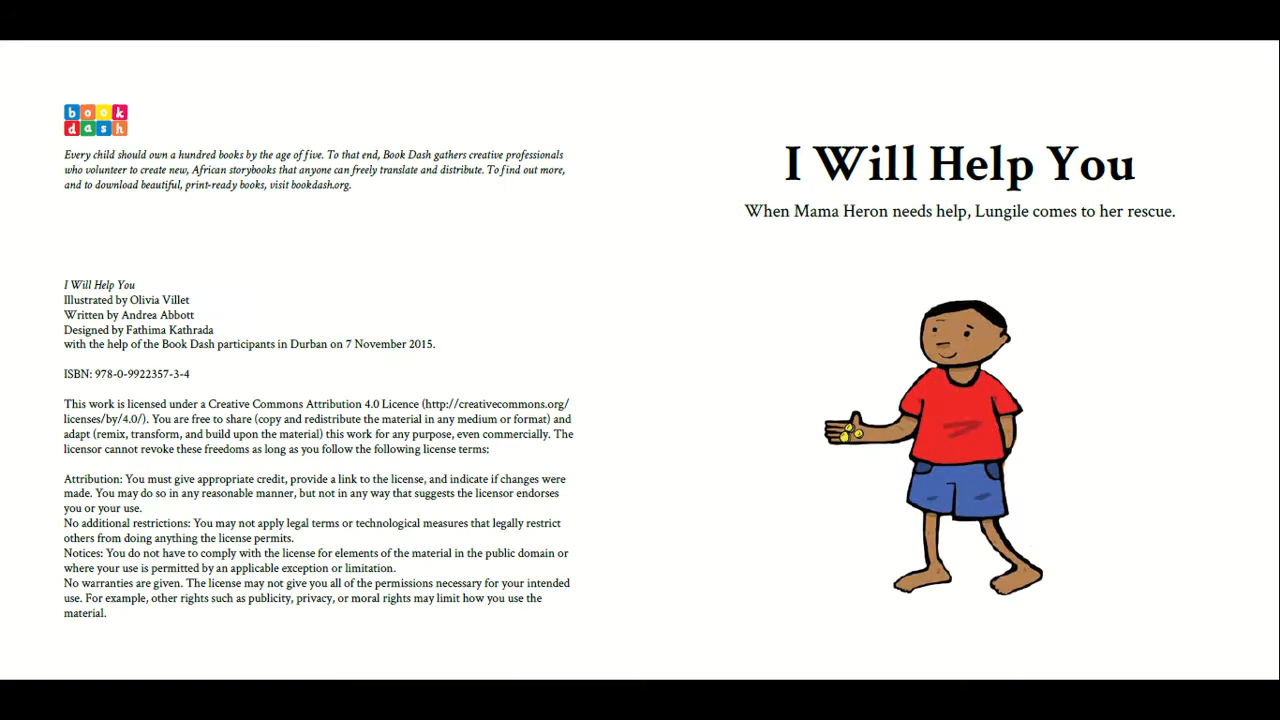 book
dash
Every child should own a hundred books by the age of five. To that end, Book Dash gathers creative professionals
who volunteer to create new, African storybooks that anyone can freely translate and distribute. To find out more,
and to download beautiful, print-ready books, visit bookdash.org.
I Will Help You
Illustrated by Olivia Villet
Written by Andrea Abbott
Designed by Fathima Kathrada
with the help of the Book Dash participants in Durban on 7 November 2015.
ISBN: 978-0-9922357-3-4
This work is licensed under a Creative Commons Attribution 4.0 Licence (http://creativecommons.org/
licenses/by/4.0/). You are free to share (copy and redistribute the material in any medium or format) and
adapt (remix, transform, and build upon the material) this work for any purpose, even commercially. The
licensor cannot revoke these freedoms as long as you follow the following license terms:
Attribution: You must give appropriate credit, provide a link to the license, and indicate if changes were
made. You may do so in any reasonable manner, but not in any way that suggests the licensor endorses
you or your use.
No additional restrictions: You may not apply legal terms or technological measures that legally restrict
others from doing anything the license permits.
Notices: You do not have to comply with the license for elements of the material in the public domain or
where your use is permitted by an applicable exception or limitation.
No warranties are given. The license may not give you all of the permissions necessary for your intended
use. For example, other rights such as publicity, privacy, or moral rights may limit how you use the
material.
I Will Help You
When Mama Heron needs help, Lungile comes to her rescue.